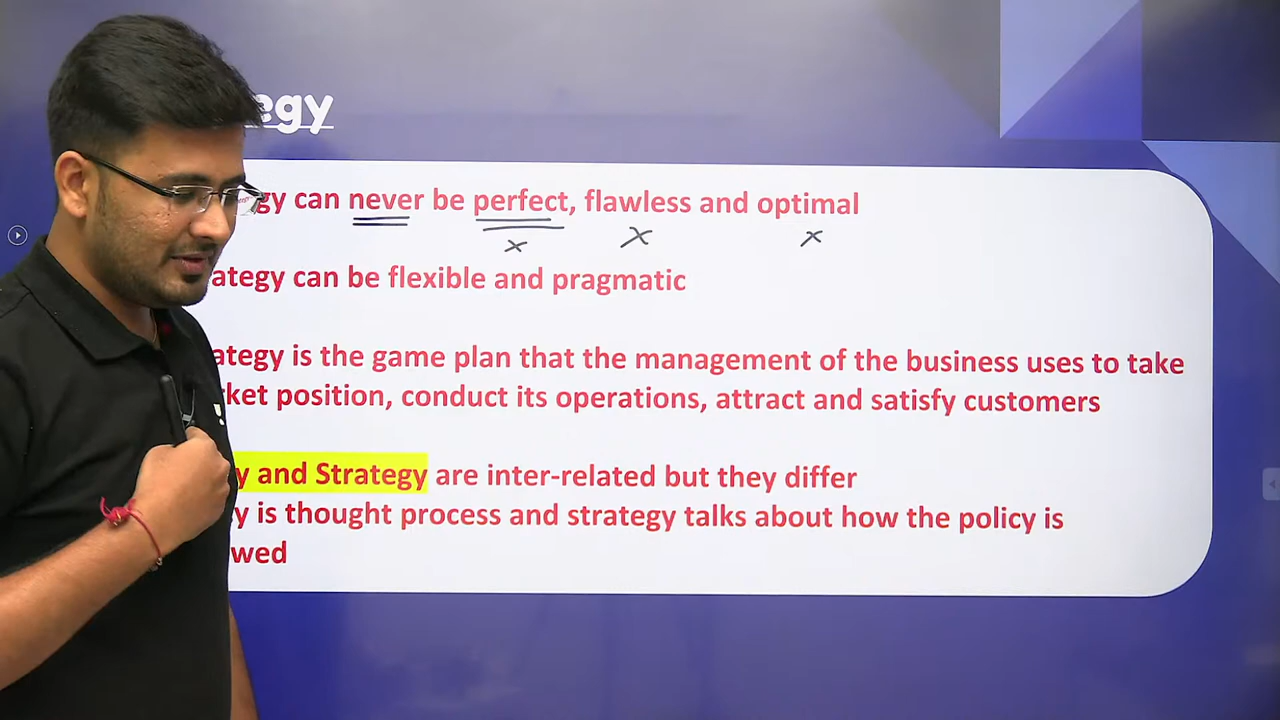 egy
gy can never be perfect, flawless and optimal
x x x
ategy can be flexible and pragmatic
ategy is the game plan that the management of the business uses to take
ket position, conduct its operations, attract and satisfy customers
y and Strategy are inter-related but they differ
y is thought process and strategy talks about how the policy is
wed